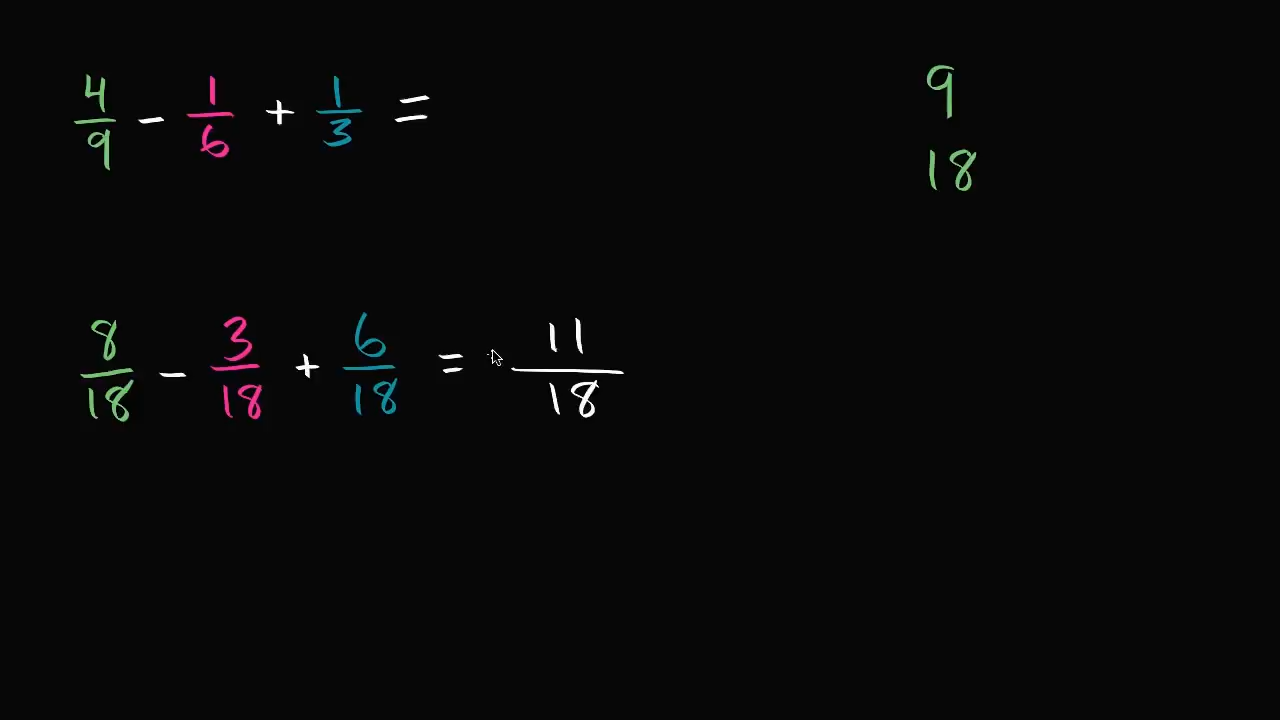 4/9 - 1/6 + 1/3 =
9
18
8/18 - 3/18 + 6/18 = 11/18